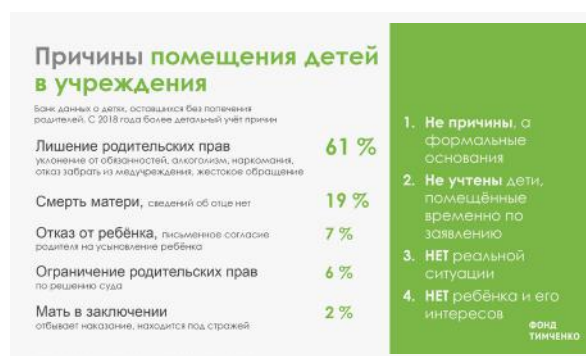 Причины помещения детей
в учреждения
Банк данных о детях, оставшихся без попечения
родителей. С 2018 года более детальный учёт причин
Лишение родительских прав
уклонение от обязанностей, алкоголизм, наркомания,
отказ забрать из медучреждения, жестокое обращение
61 %
Смерть матери, сведений об отце нет
19 %
Отказ от ребёнка, письменное согласие
родителя на усыновление ребёнка
7 %
Ограничение родительских прав
по решению суда
6 %
Мать в заключении
отбывает наказание, находится под стражей
2 %
1. Не причины, а
формальные
основания
2. Не учтены дети,
помещённые
временно по
заявлению
3. НЕТ реальной
ситуации
4. НЕТ ребёнка и его
интересов
ФОНД
ТИМЧЕНКО